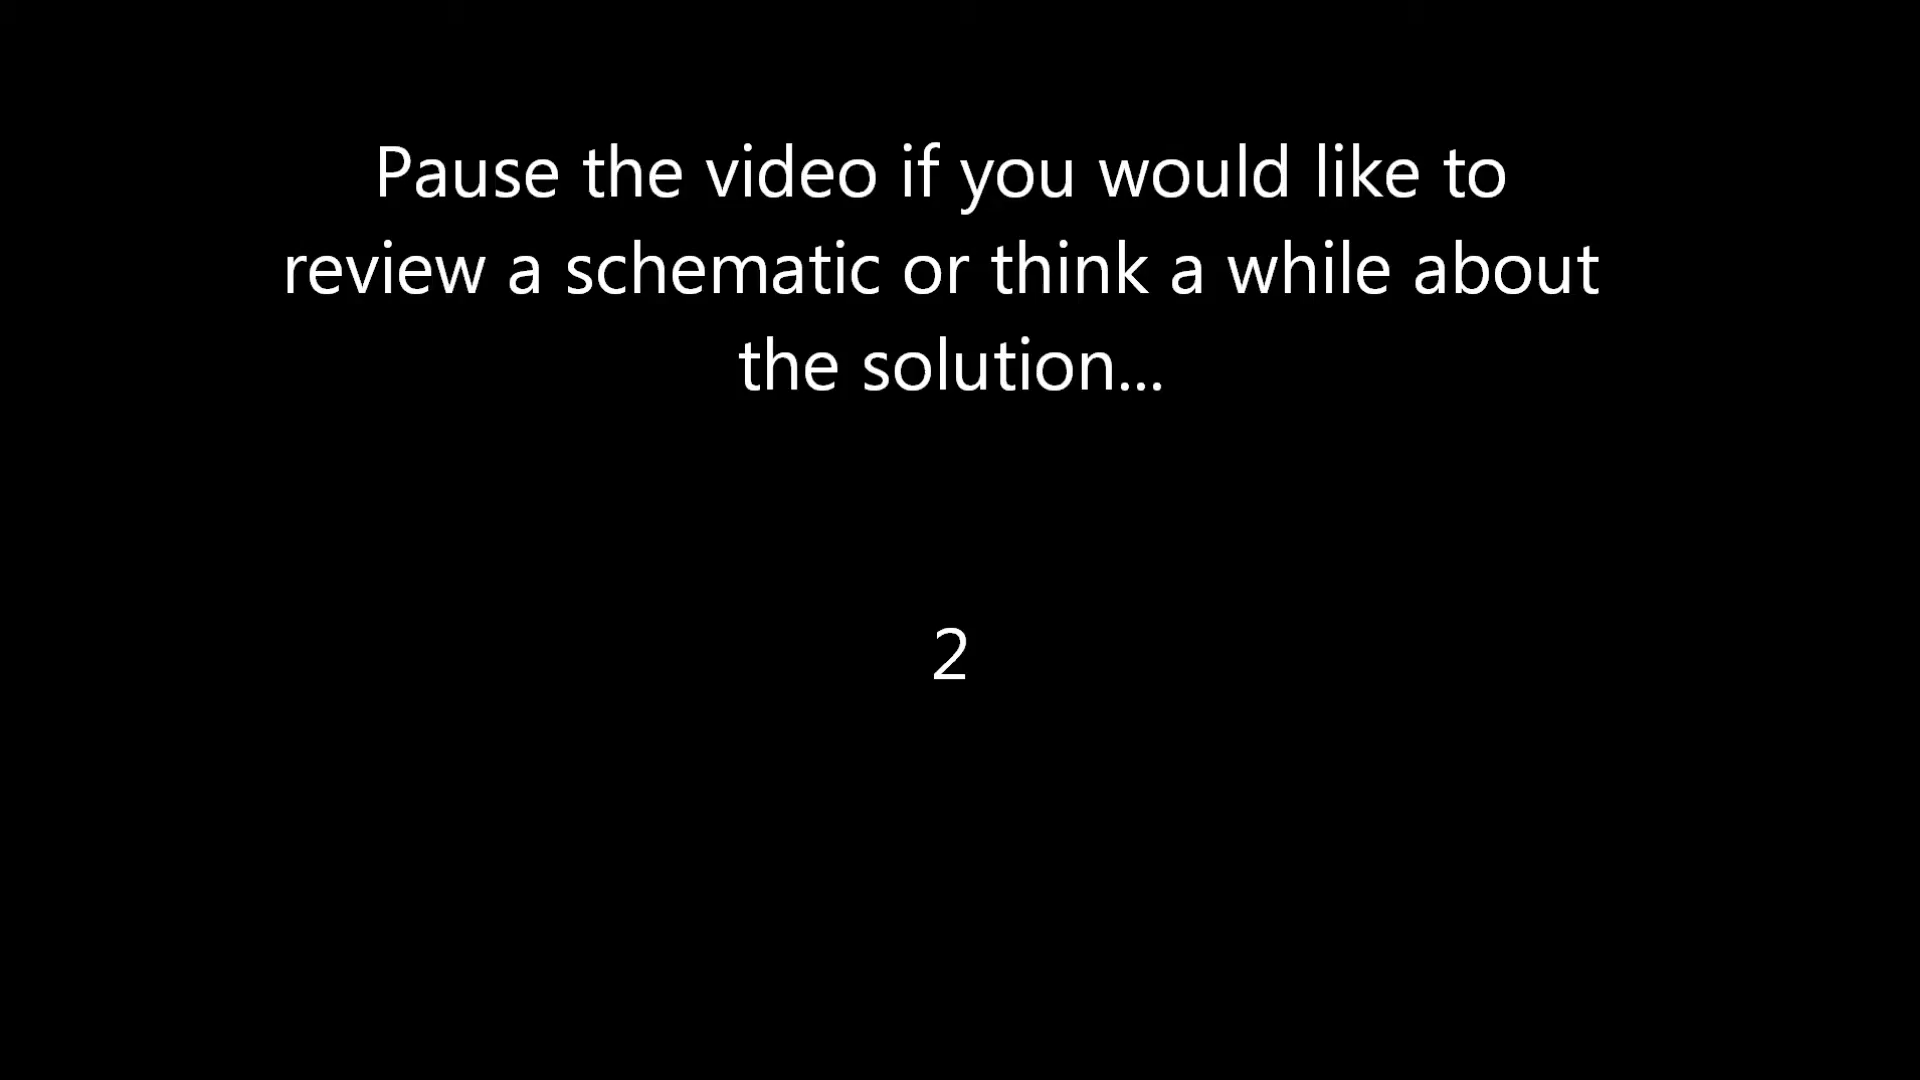 Pause the video if you would like to
review a schematic or think a while about
the solution...
2